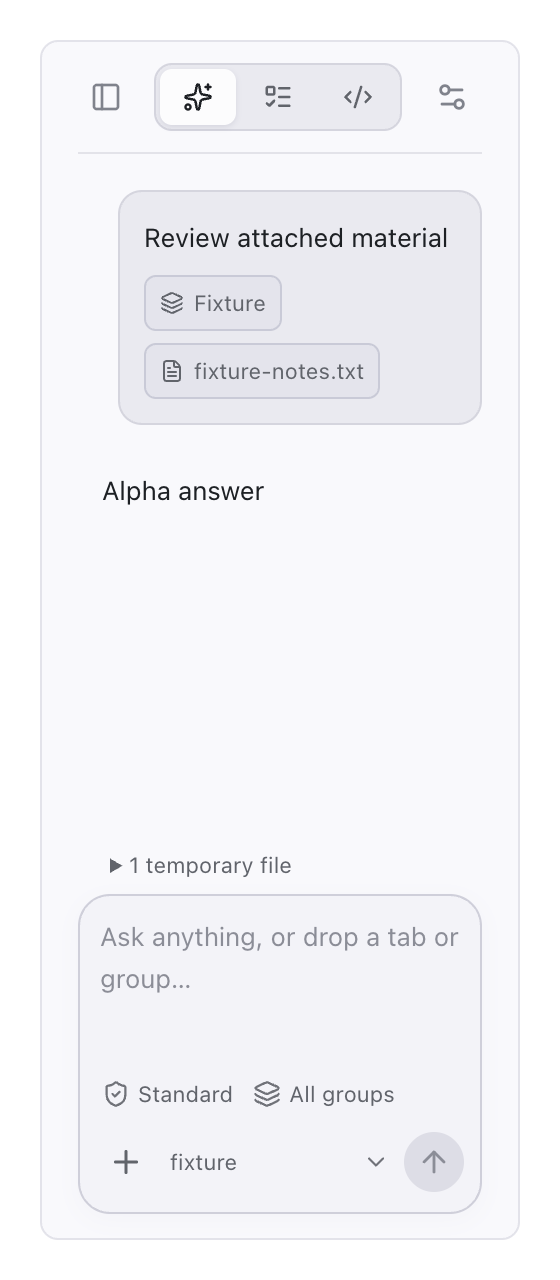 Review attached material
Fixture
fixture-notes.txt
Alpha answer
1 temporary file
Ask anything, or drop a tab or
group...
Standard All groups
fixture